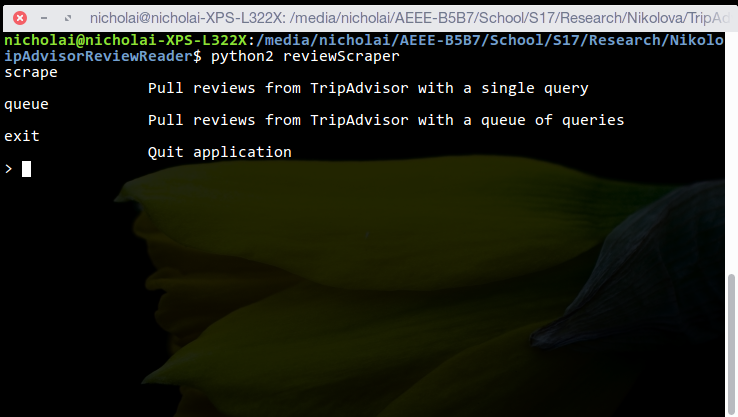 nicholai@nicholai-XPS-L322X: /media/nicholai/AEEE-B5B7/School/S17/Research/Nikolova/TripAd
nicholai@nicholai-XPS-L322X:/media/nicholai/AEEE-B5B7/School/S17/Research/Nikolo
ipAdvisorReviewReader$ python2 reviewScraper
scrape
Pull reviews from TripAdvisor with a single query
queue
Pull reviews from TripAdvisor with a queue of queries
exit
Quit application
>